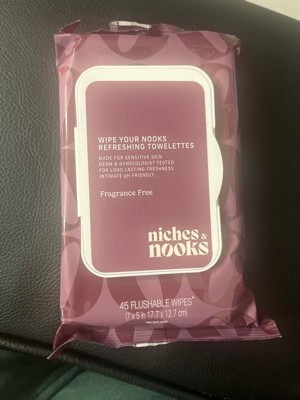 WIPE YOUR NOOKS
REFRESHING TOWELETTES
MADE FOR SENSITIVE SKIN
DERM & GYNECOLOGIST TESTED
FOR LONG LASTING FRESHNESS
INTIMATE pH FRIENDLY
Fragrance Free
niches &
nooks
45 FLUSHABLE WIPES*
(7 x 5 in 17.7 x 12.7 cm)